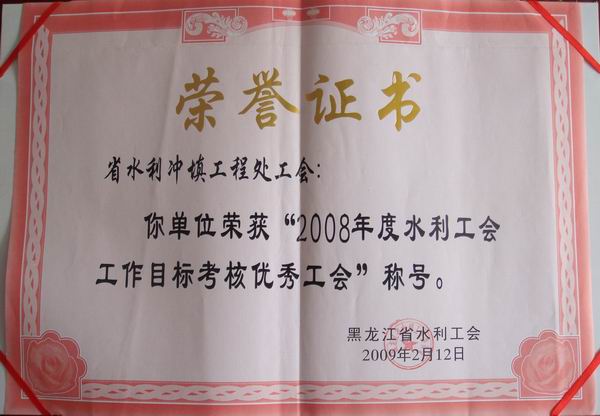 荣誉证书
省水利冲填工程处工会：
你单位荣获“2008年度水利工会
工作目标考核优秀工会”称号。
黑龙江省水利工会
2009年2月12日